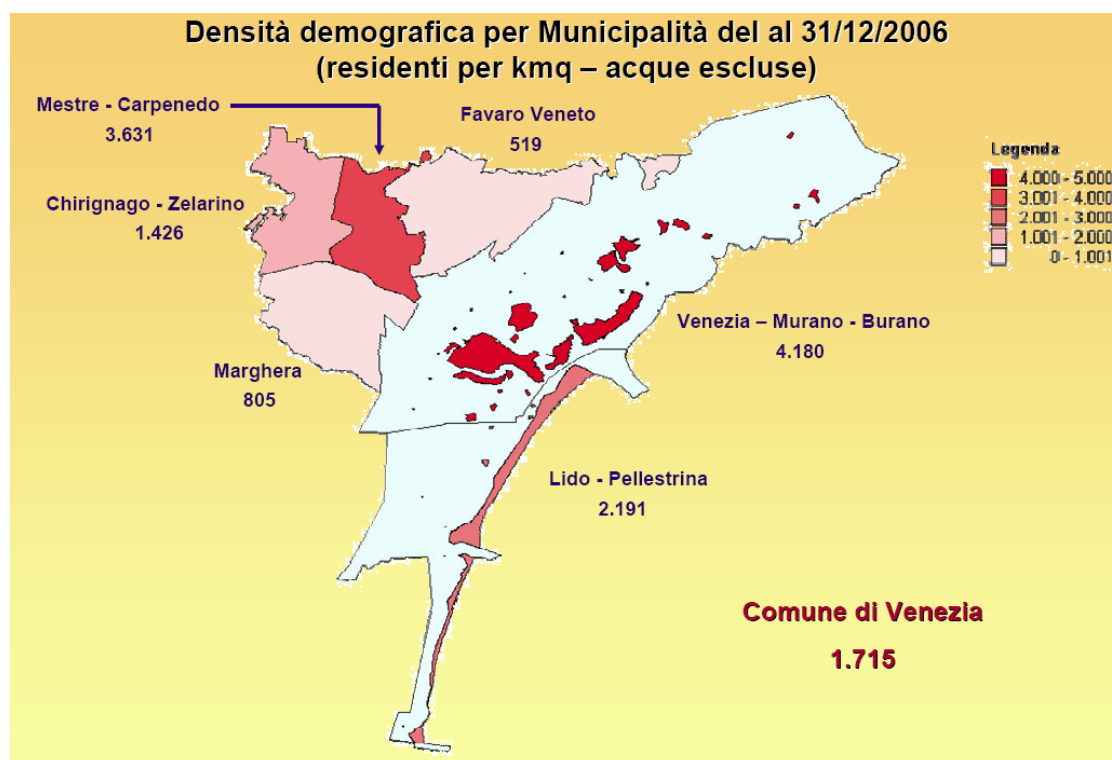 Densità demografica per Municipalità del al 31/12/2006
(residenti per kmq – acque escluse)
Mestre - Carpenedo
3.631
Favaro Veneto
519
Legenda
4.000 - 5.000
3.001 - 4.000
2.001 - 3.000
1.001 - 2.000
0 - 1.001
Chirignago - Zelarino
1.426
Venezia – Murano - Burano
4.180
Marghera
805
Lido - Pellestrina
2.191
Comune di Venezia
1.715